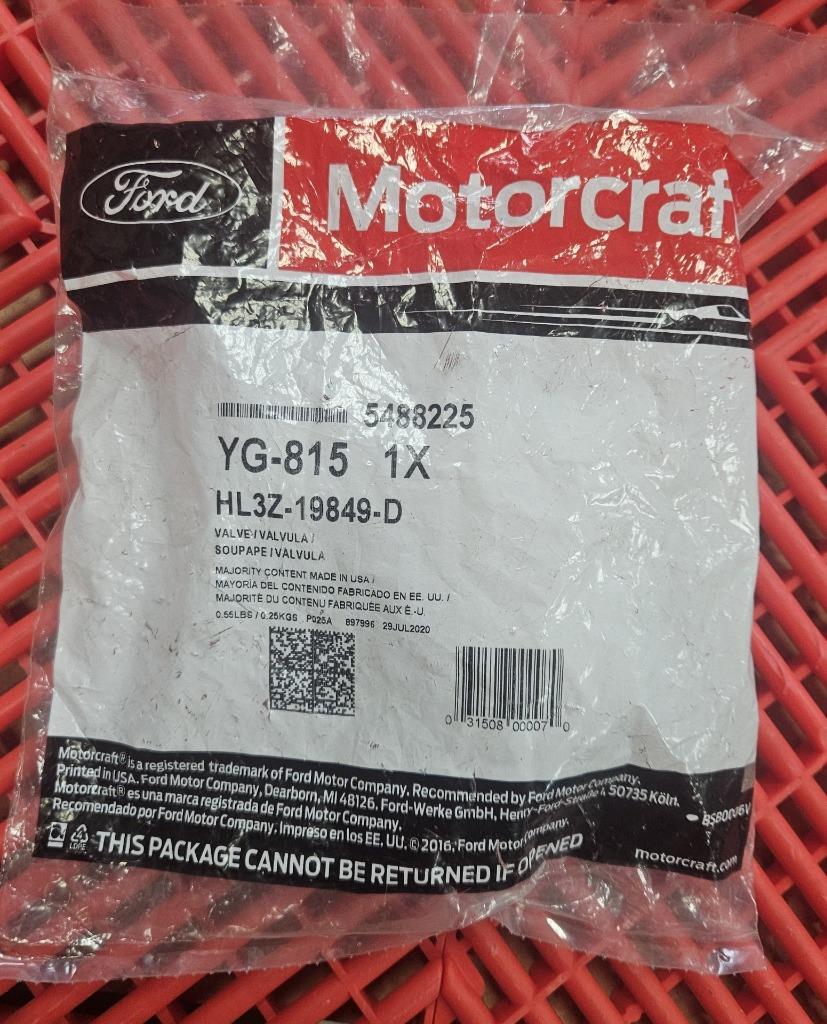 Ford
Motorcraf
5488225
YG-815 1X
HL3Z-19849-D
VALVE / VALVULA /
SOUPAPE / VALVULA
MAJORITY CONTENT MADE IN USA /
MAYORÍA DEL CONTENIDO FABRICADO EN EE. UU. /
MAJORITÉ DU CONTENU FABRIQUÉE AUX É.-U.
0.55LBS / 0.25KGS P025A 897996 29JUL2020
0 31508 00007 0
Motorcraft® is a registered trademark of Ford Motor Company. Recommended by Ford Motor Company.
Printed in USA. Ford Motor Company, Dearborn, MI 48126. Ford-Werke GmbH, Henry-Ford-Straße 1, 50735 Köln.
Motorcraft® es una marca registrada de Ford Motor Company.
Recomendado por Ford Motor Company. Impreso en los EE. UU. © 2016, Ford Motor Company.
LDPE
THIS PACKAGE CANNOT BE RETURNED IF OPENED
motorcraft.com